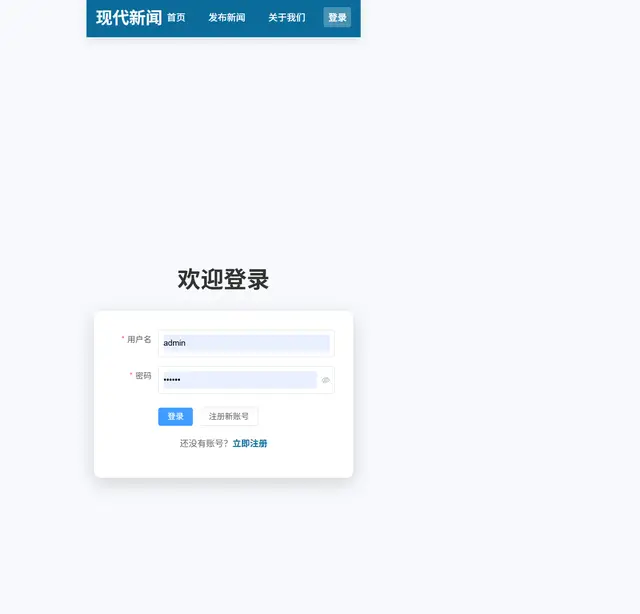 现代新闻 首页 发布新闻 关于我们 登录
欢迎登录
* 用户名 admin
* 密码 ••••••
登录 注册新账号
还没有账号？立即注册